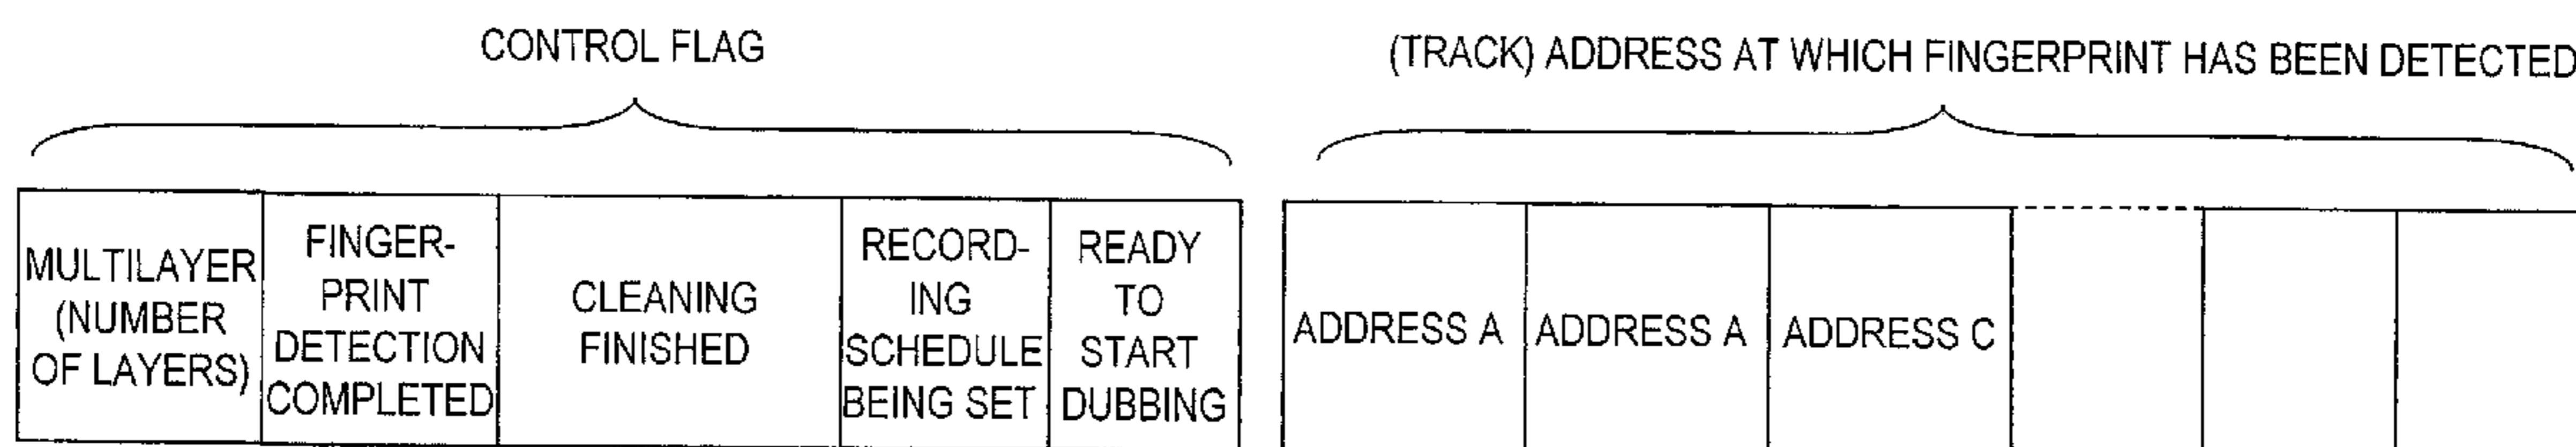 CONTROL FLAG
(TRACK) ADDRESS AT WHICH FINGERPRINT HAS BEEN DETECTED
MULTILAYER
(NUMBER
OF LAYERS)
FINGER-
PRINT
DETECTION
COMPLETED
CLEANING
FINISHED
RECORD-
ING
SCHEDULE
BEING SET
READY
TO
START
DUBBING
ADDRESS A
ADDRESS A
ADDRESS C